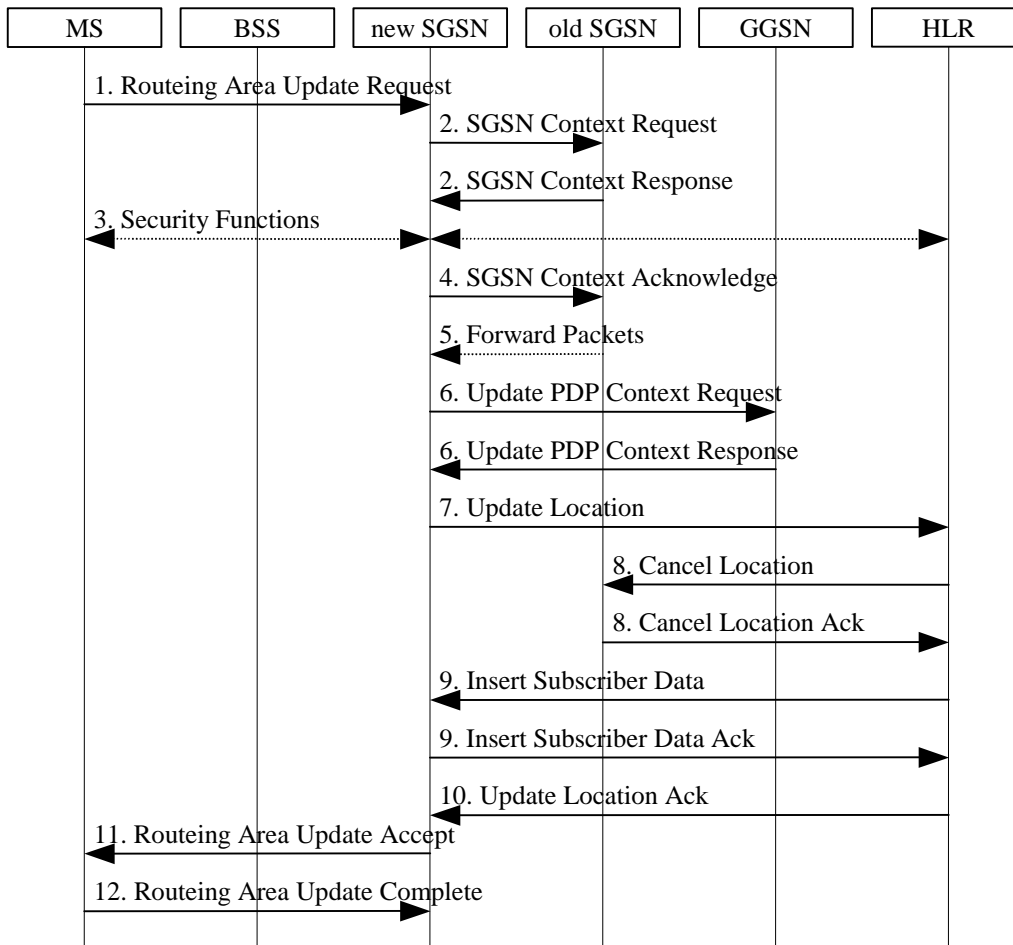 MS
BSS
new SGSN
old SGSN
GGSN
HLR
1. Routeing Area Update Request
2. SGSN Context Request
2. SGSN Context Response
3. Security Functions
4. SGSN Context Acknowledge
5. Forward Packets
6. Update PDP Context Request
6. Update PDP Context Response
7. Update Location
8. Cancel Location
8. Cancel Location Ack
9. Insert Subscriber Data
9. Insert Subscriber Data Ack
10. Update Location Ack
11. Routeing Area Update Accept
12. Routeing Area Update Complete